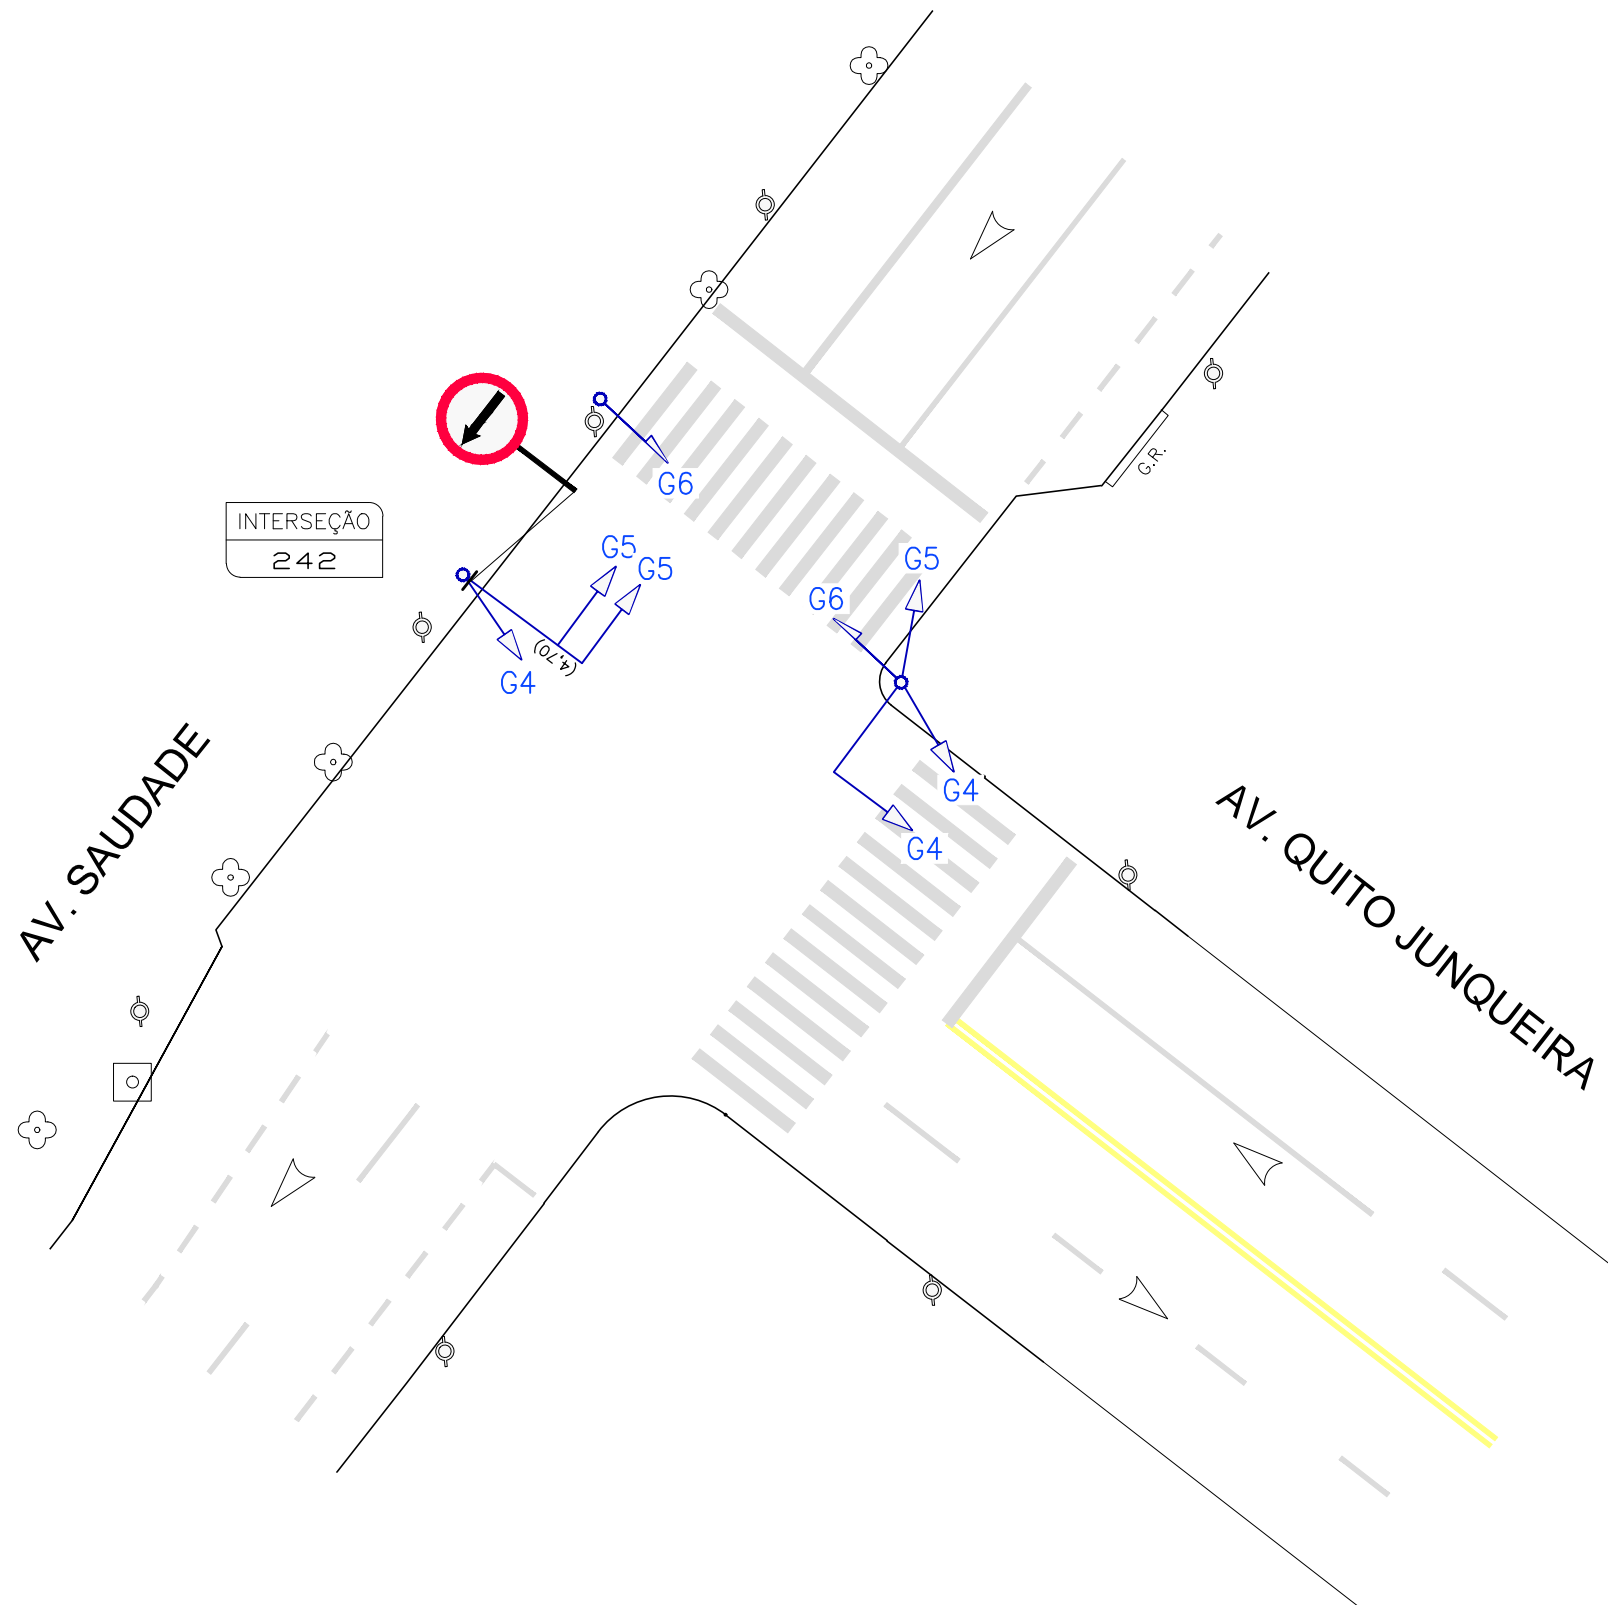 G.R.
G6
INTERSEÇÃO
242
G5
G5
G5
G6
(4,70)
G4
G4
G4
AV. SAUDADE
AV. QUITO JUNQUEIRA